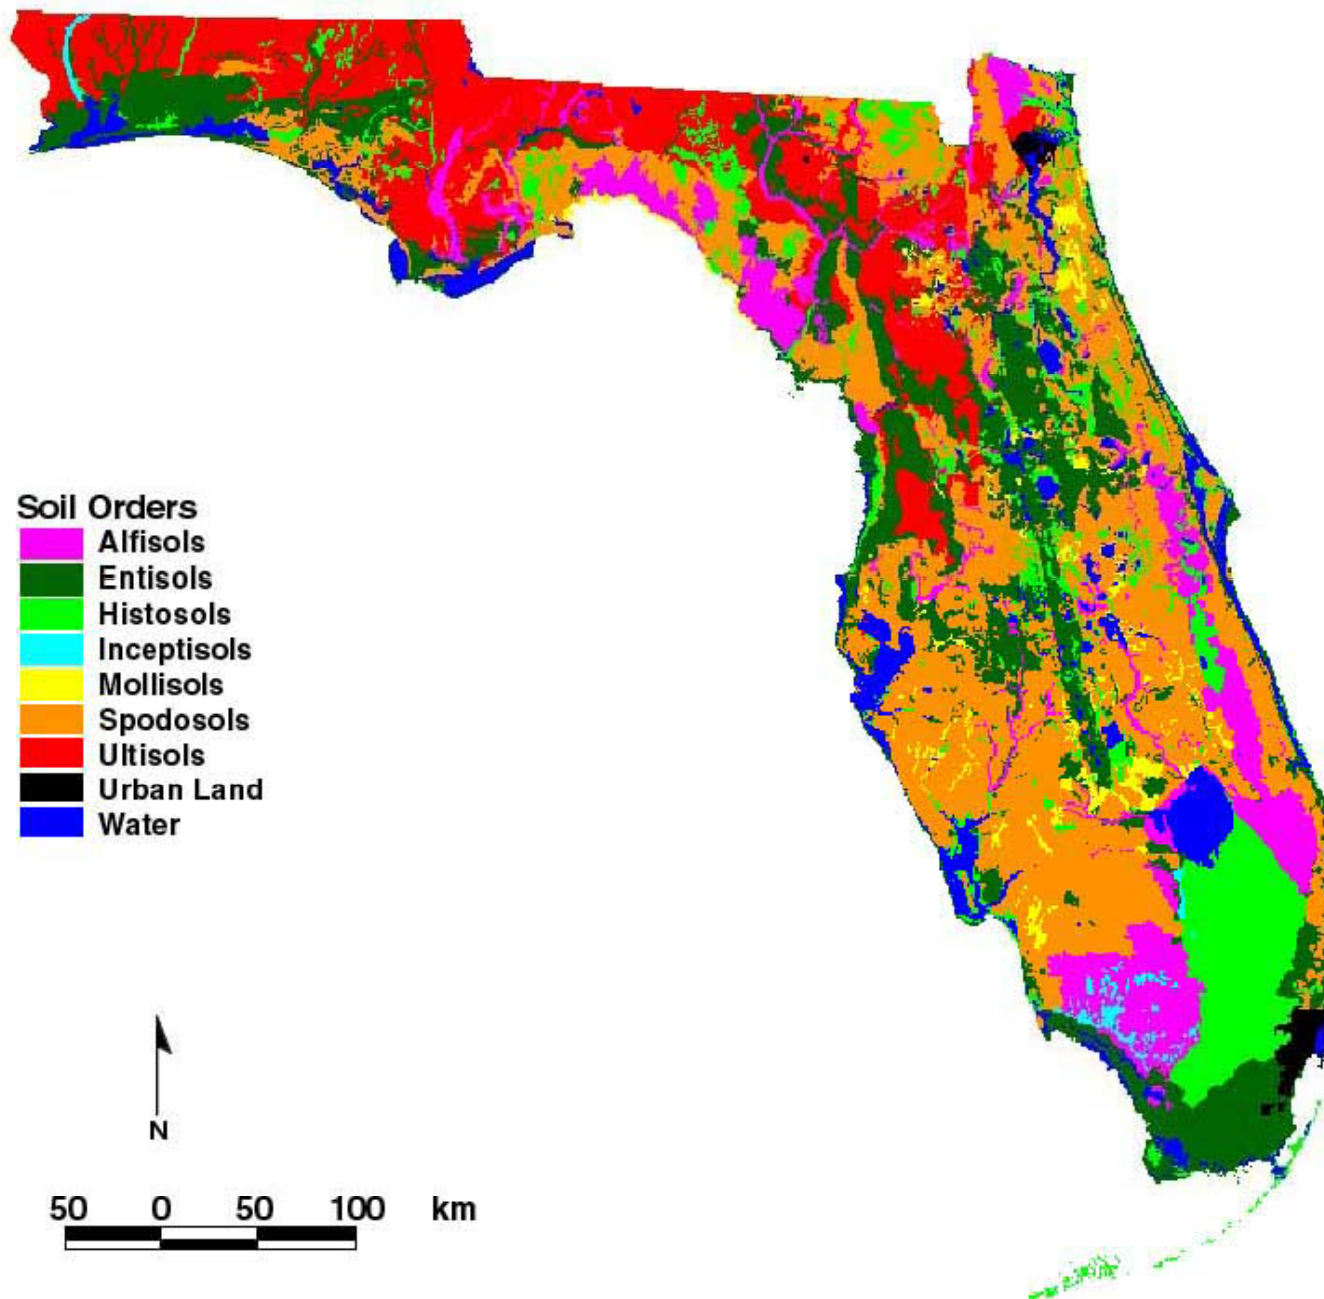 Soil Orders
Alfisols
Entisols
Histosols
Inceptisols
Mollisols
Spodosols
Ultisols
Urban Land
Water
N
50 0 50 100 km